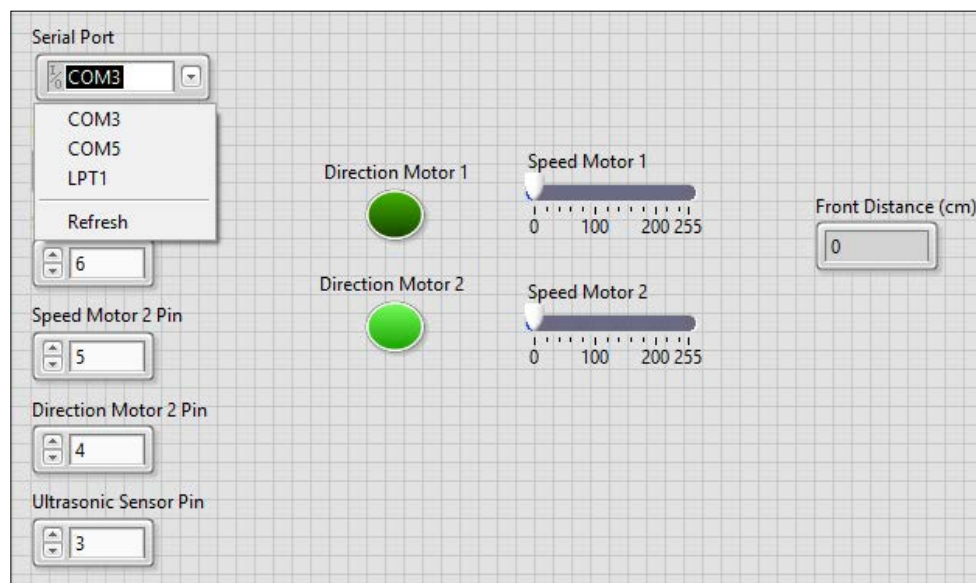 Serial Port
I/O COM3
COM3
COM5
LPT1
Refresh
6
Speed Motor 2 Pin
5
Direction Motor 2 Pin
4
Ultrasonic Sensor Pin
3
Direction Motor 1
Direction Motor 2
Speed Motor 1
0 100 200 255
Speed Motor 2
0 100 200 255
Front Distance (cm)
0